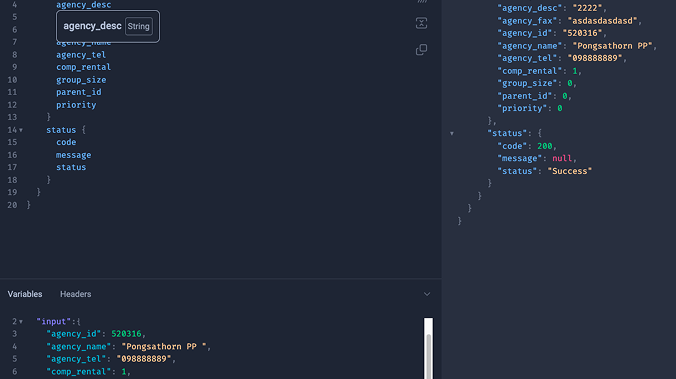 4 agency_desc
5
agency_desc String
6
7 agency_name
8 agency_tel
9 comp_rental
10 group_size
11 parent_id
12 priority
13 }
14 status {
15 code
16 message
17 status
18 }
19 }
20 }
Variables Headers
2 "input":{
3 "agency_id": 520316,
4 "agency_name": "Pongsathorn PP ",
5 "agency_tel": "098888889",
6 "comp_rental": 1,
"agency_desc": "2222",
"agency_fax": "asdasdasdasd",
"agency_id": "520316",
"agency_name": "Pongsathorn PP",
"agency_tel": "098888889",
"comp_rental": 1,
"group_size": 0,
"parent_id": 0,
"priority": 0
},
"status": {
"code": 200,
"message": null,
"status": "Success"
}
}
}
}